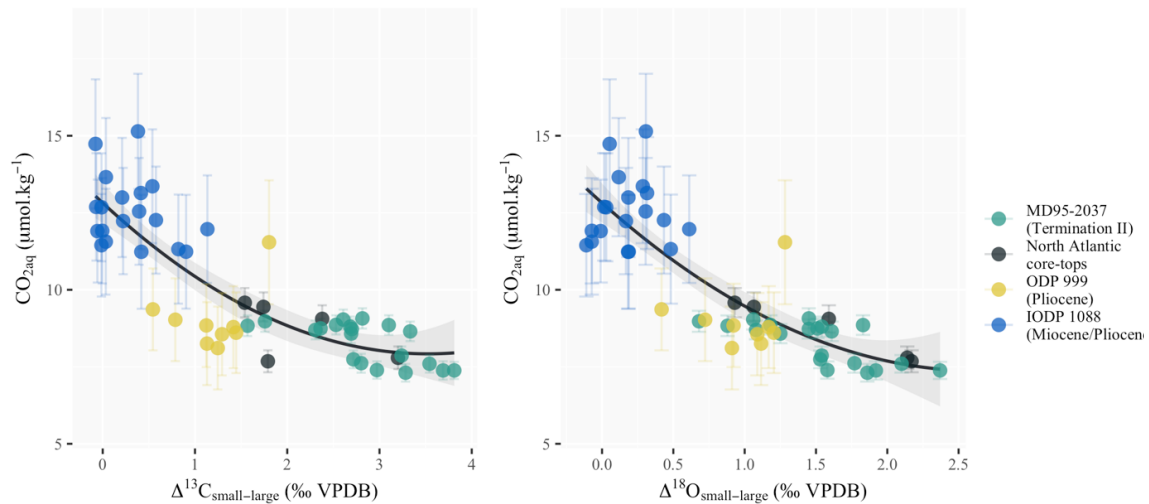 15
10
5
CO2aq (μmol.kg−1)
0
1
2
3
4
Δ13Csmall−large (‰ VPDB)
15
10
5
CO2aq (μmol.kg−1)
0.0
0.5
1.0
1.5
2.0
2.5
Δ18Osmall−large (‰ VPDB)
MD95-2037
(Termination II)
North Atlantic
core-tops
ODP 999
(Pliocene)
IODP 1088
(Miocene/Pliocene